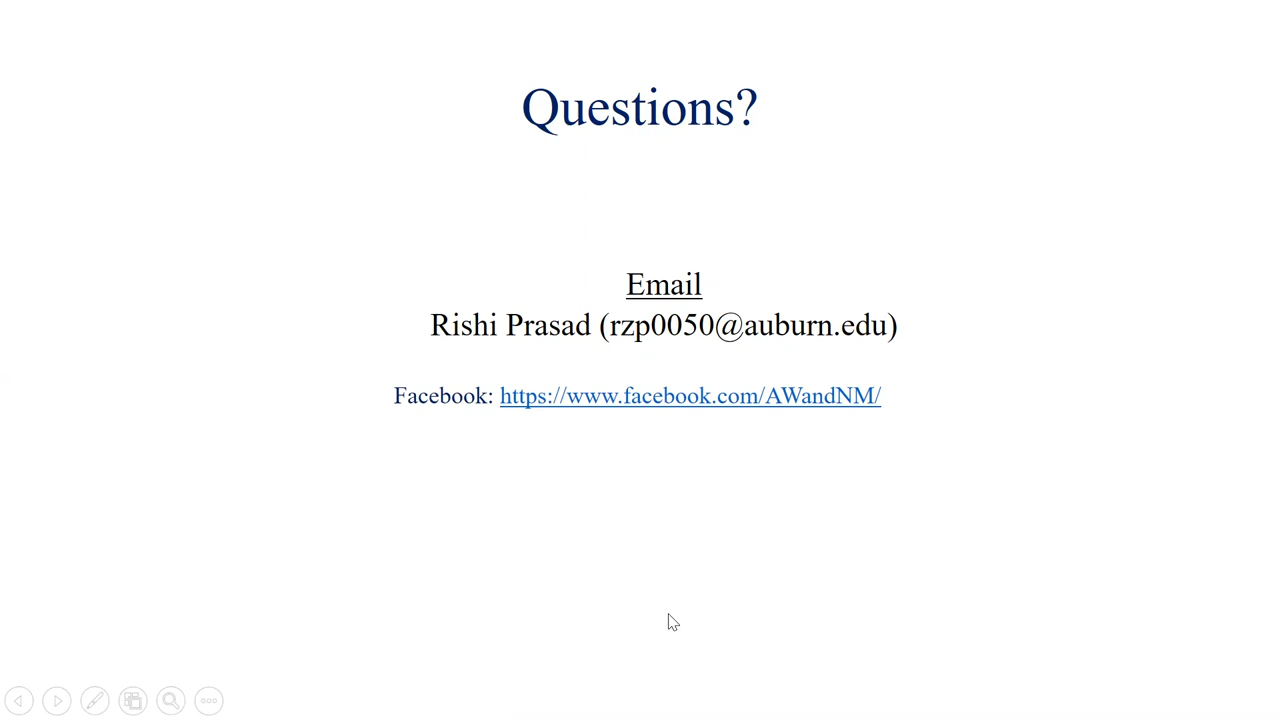 Questions?
Email
Rishi Prasad (rzp0050@auburn.edu)
Facebook: https://www.facebook.com/AWandNM/